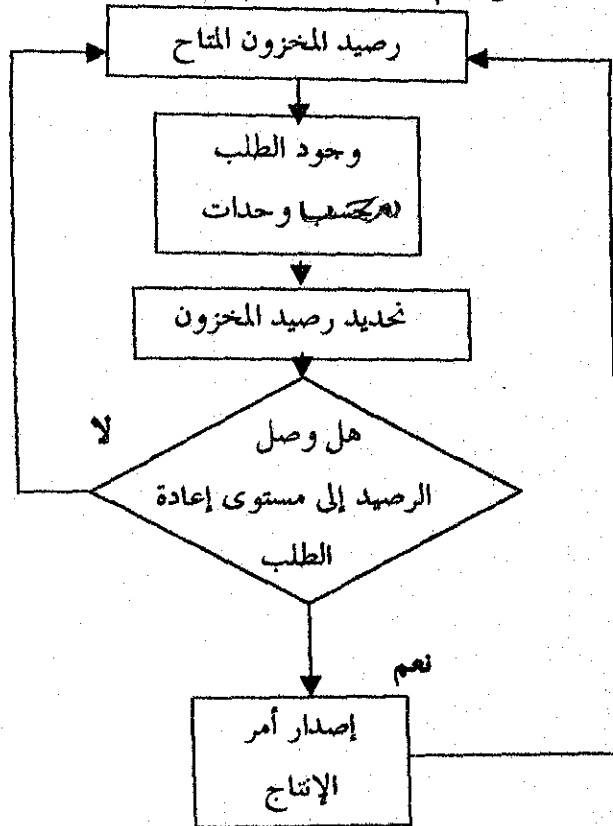 رصيد المخزون المتاح
وجود الطلب
وحدات
تحديد رصيد المخزون
هل وصل
لا
الرصيد إلى مستوى إعادة
الطلب
نعم
إصدار أمر
الإنتاج